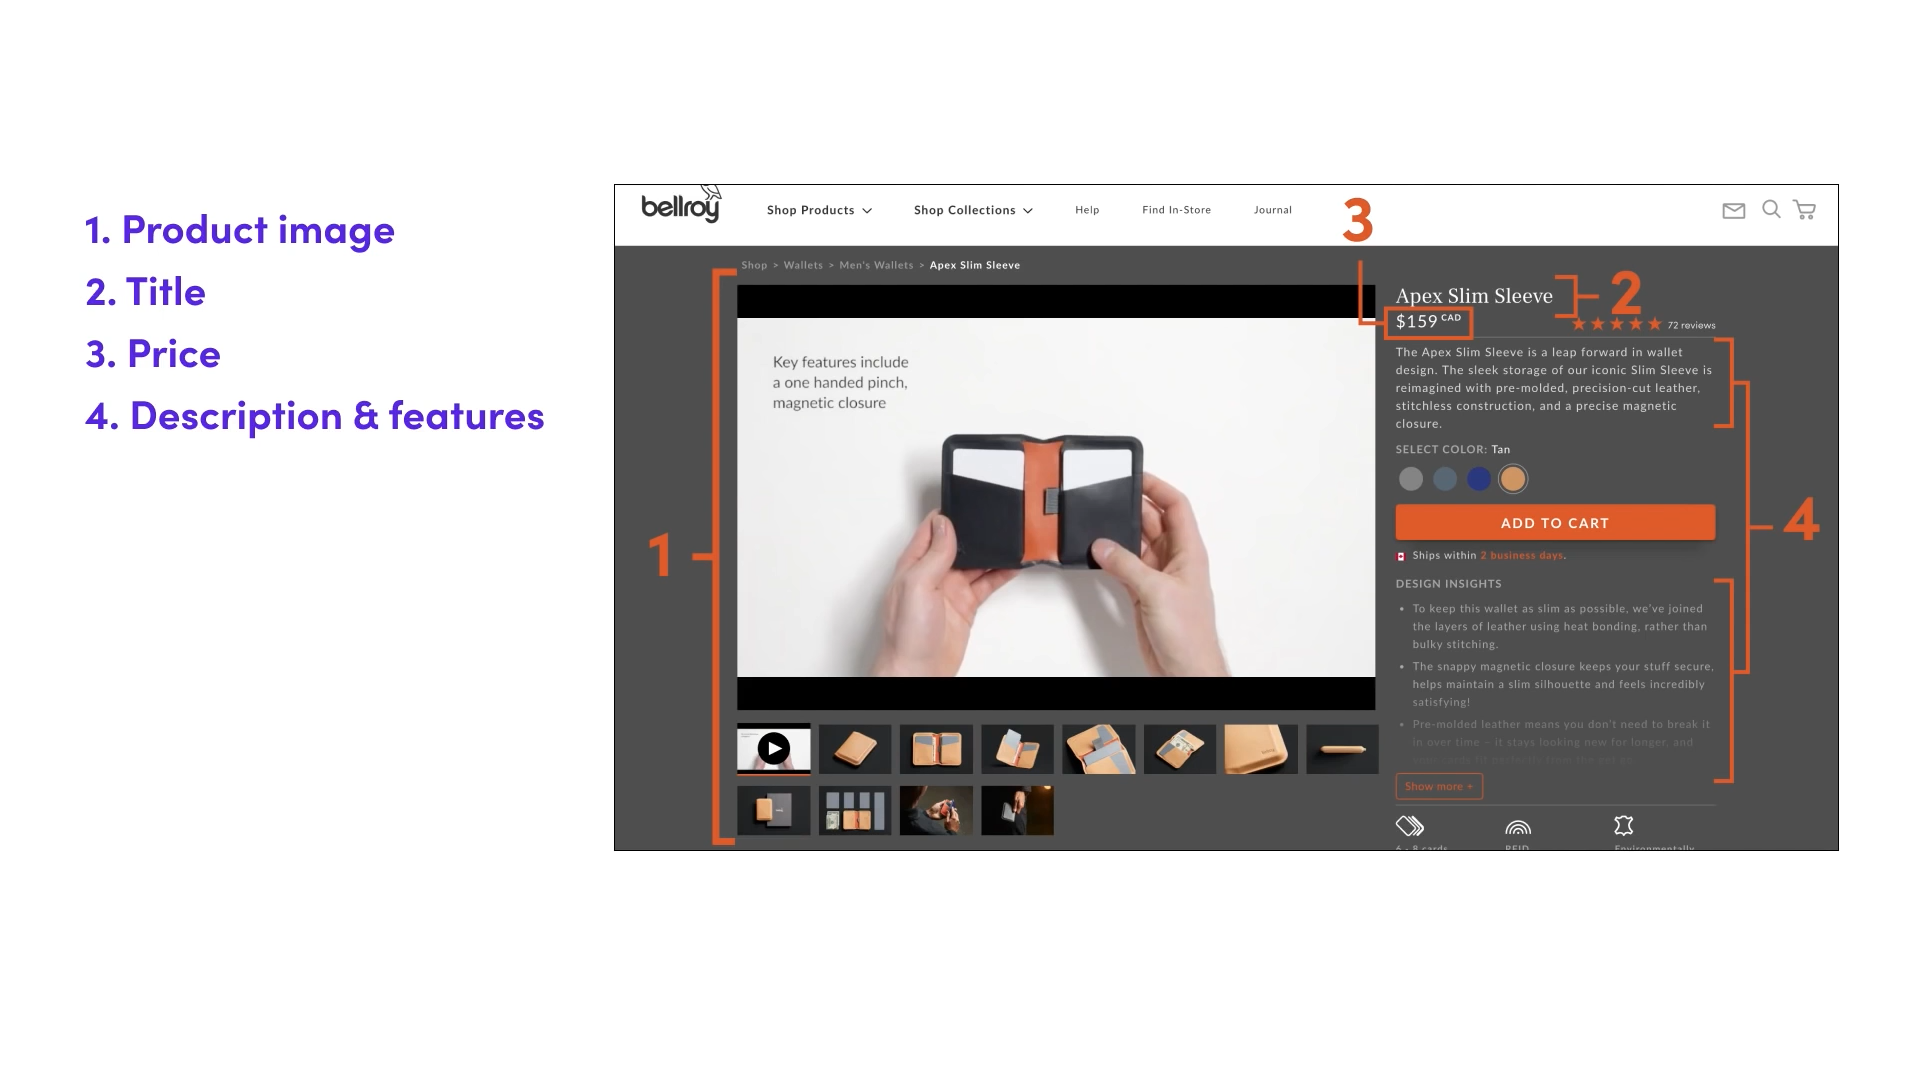 1. Product image
2. Title
3. Price
4. Description & features
bellroy
Shop Products
Shop Collections
Help
Find In-Store
Journal
3
Shop > Wallets > Men's Wallets > Apex Slim Sleeve
1
Key features include
a one handed pinch,
magnetic closure
Apex Slim Sleeve
2
$159 CAD
72 reviews
The Apex Slim Sleeve is a leap forward in wallet
design. The sleek storage of our iconic Slim Sleeve is
reimagined with pre-molded, precision-cut leather,
stitchless construction, and a precise magnetic
closure.
SELECT COLOR: Tan
ADD TO CART
4
Ships within 2 business days.
DESIGN INSIGHTS
• To keep this wallet as slim as possible, we've joined
the layers of leather using heat bonding, rather than
bulky stitching.
• The snappy magnetic closure keeps your stuff secure,
helps maintain a slim silhouette and feels incredibly
satisfying!
• Pre-molded leather means you don't need to break it
in over time – it stays looking new for longer, and
Show more +
6 - 8 cards
RFID
Environmentally